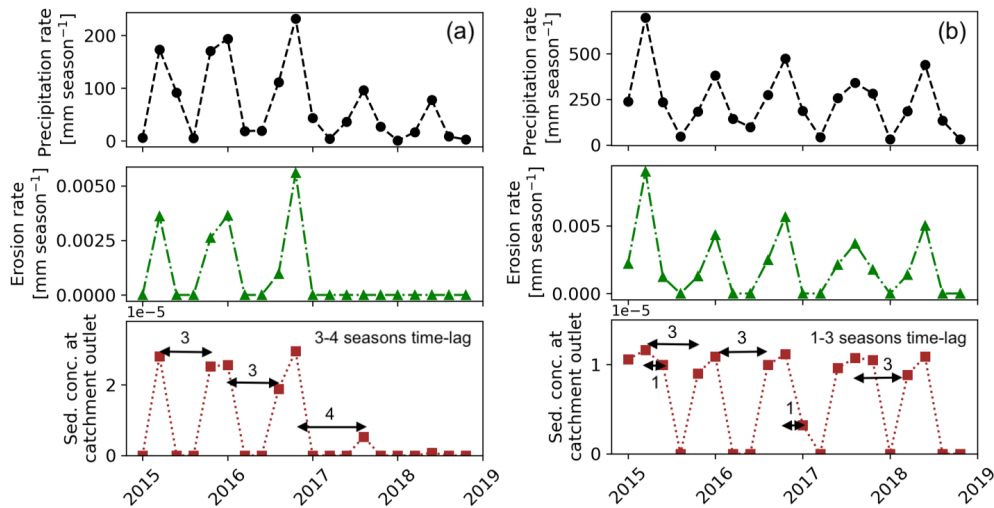 (a)
Precipitation rate
[mm season⁻¹]
200
100
0
Erosion rate
[mm season⁻¹]
0.0050
0.0025
0.0000
1e−5
Sed. conc. at
catchment outlet
2
0
3-4 seasons time-lag
3
3
4
2015
2016
2017
2018
2019
(b)
Precipitation rate
[mm season⁻¹]
500
250
0
Erosion rate
[mm season⁻¹]
0.005
0.000
1e−5
Sed. conc. at
catchment outlet
1
0
1-3 seasons time-lag
3
3
1
1
3
2015
2016
2017
2018
2019